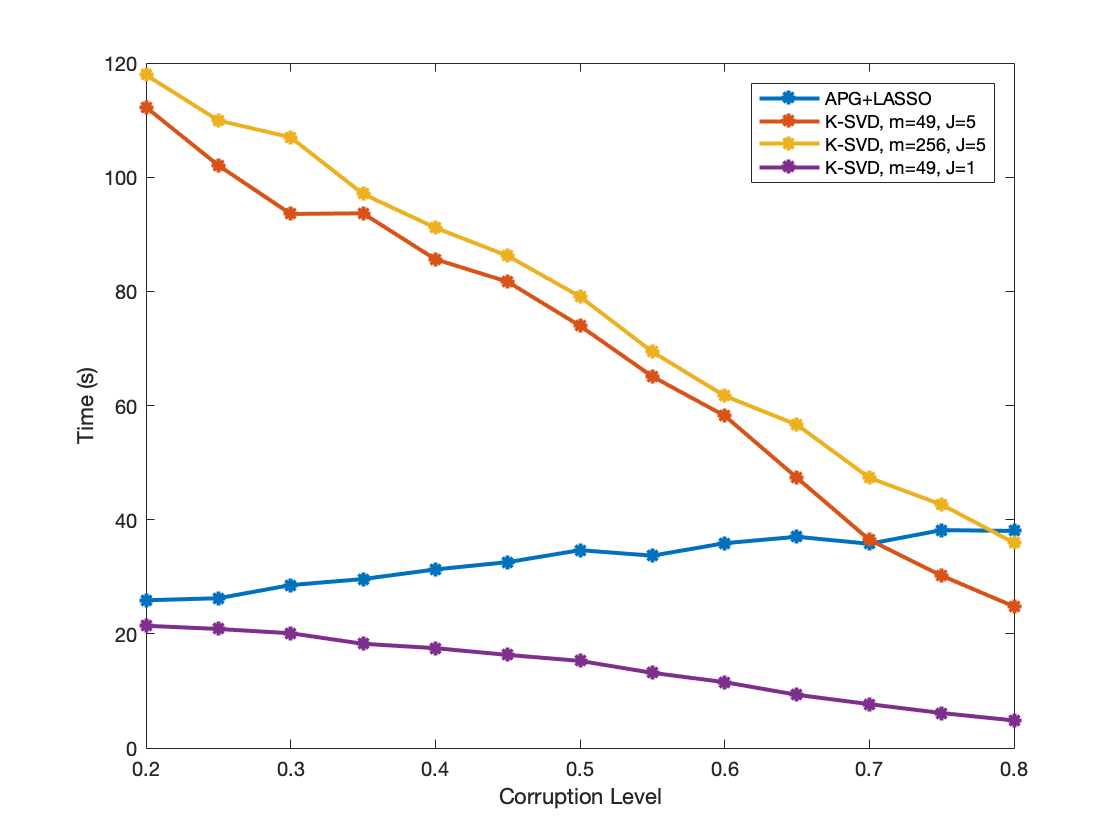 APG+LASSO
K-SVD, m=49, J=5
K-SVD, m=256, J=5
K-SVD, m=49, J=1
120
100
80
60
40
20
0
Time (s)
0.2 0.3 0.4 0.5 0.6 0.7 0.8
Corruption Level